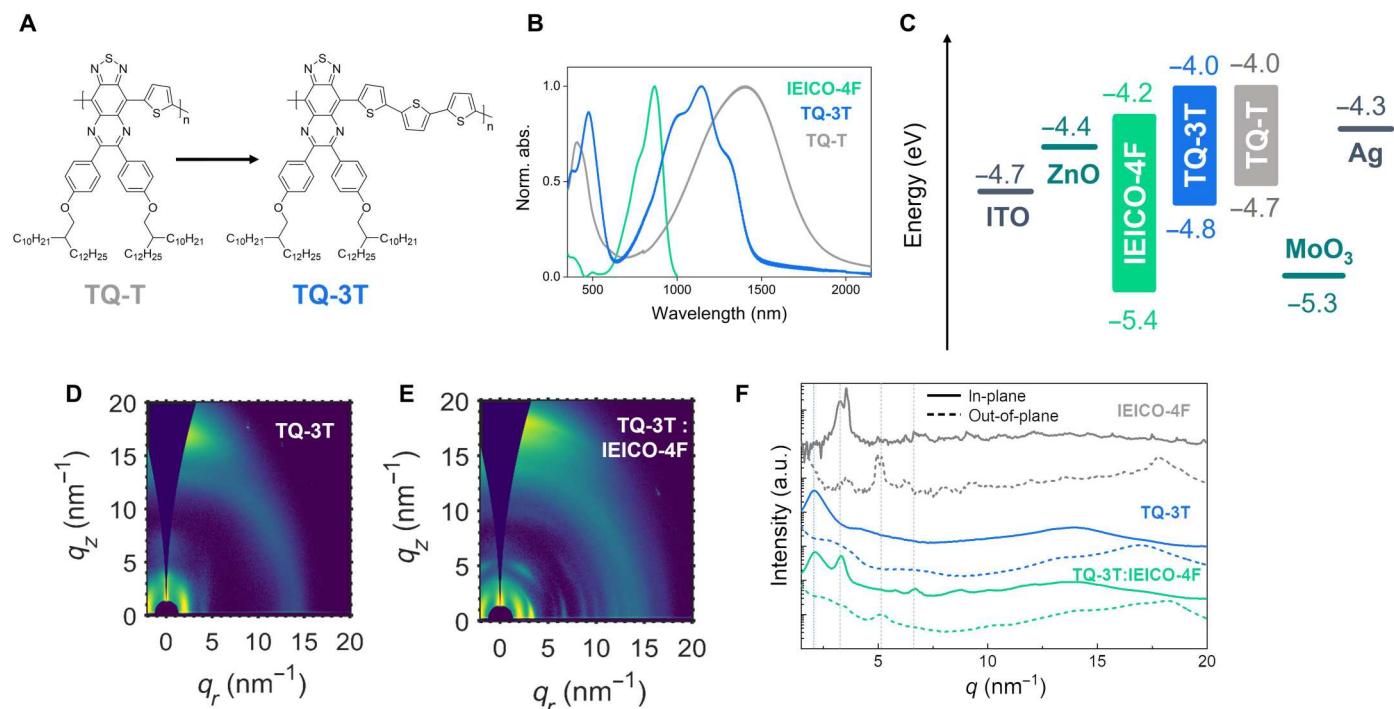 A
S
N N
N N
S
n
O O
C10H21 C10H21
C12H25 C12H25
TQ-T
S
N N
N N
S
S
S
n
O O
C10H21 C10H21
C12H25 C12H25
TQ-3T
B
IEICO-4F
TQ-3T
TQ-T
Norm. abs.
1.0
0.5
0.0
500 1000 1500 2000
Wavelength (nm)
C
Energy (eV)
−4.7
ITO
−4.4
ZnO
−4.2
IEICO-4F
−5.4
−4.0
TQ-3T
−4.8
−4.0
TQ-T
−4.7
MoO3
−5.3
−4.3
Ag
D
TQ-3T
qz (nm−1)
20
15
10
5
0
0 5 10 15 20
qr (nm−1)
E
TQ-3T :
IEICO-4F
qz (nm−1)
20
15
10
5
0
0 5 10 15 20
qr (nm−1)
F
In-plane
Out-of-plane
IEICO-4F
TQ-3T
TQ-3T:IEICO-4F
Intensity (a.u.)
5 10 15 20
q (nm−1)